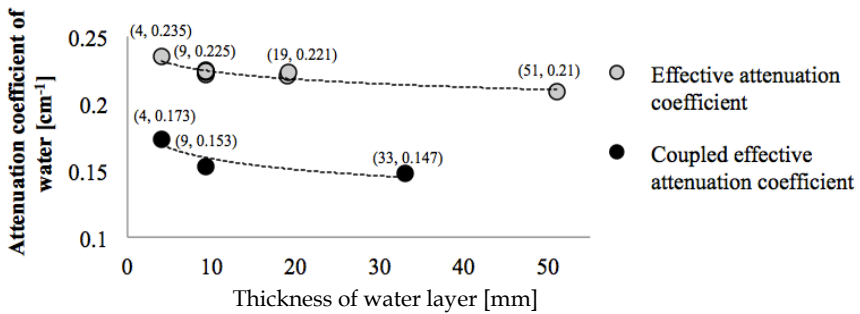 Attenuation coefficient of
water [cm⁻¹]
0.25
0.2
0.15
0.1
(4, 0.235)
(9, 0.225)
(19, 0.221)
(51, 0.21)
(4, 0.173)
(9, 0.153)
(33, 0.147)
0
10
20
30
40
50
Thickness of water layer [mm]
Effective attenuation
coefficient
Coupled effective
attenuation coefficient